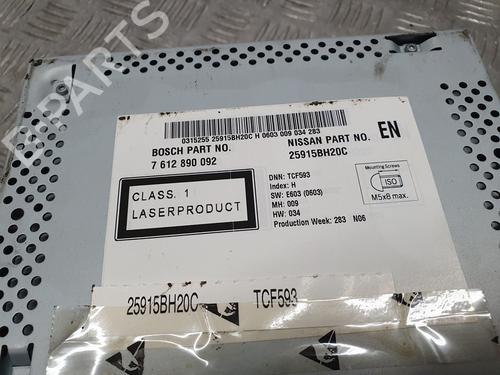 B PARTS
0315255 25915BH20C H 0603 009 034 283
BOSCH PART NO.
7 612 890 092
NISSAN PART NO.
25915BH20C
EN
CLASS. 1
LASERPRODUCT
DNN: TCF593
Index: H
SW: E603 (0603)
MH: 009
HW: 034
Production Week: 283 N06
Mounting Screws
ISO
M5x8 max.
25915BH20C
TCF593